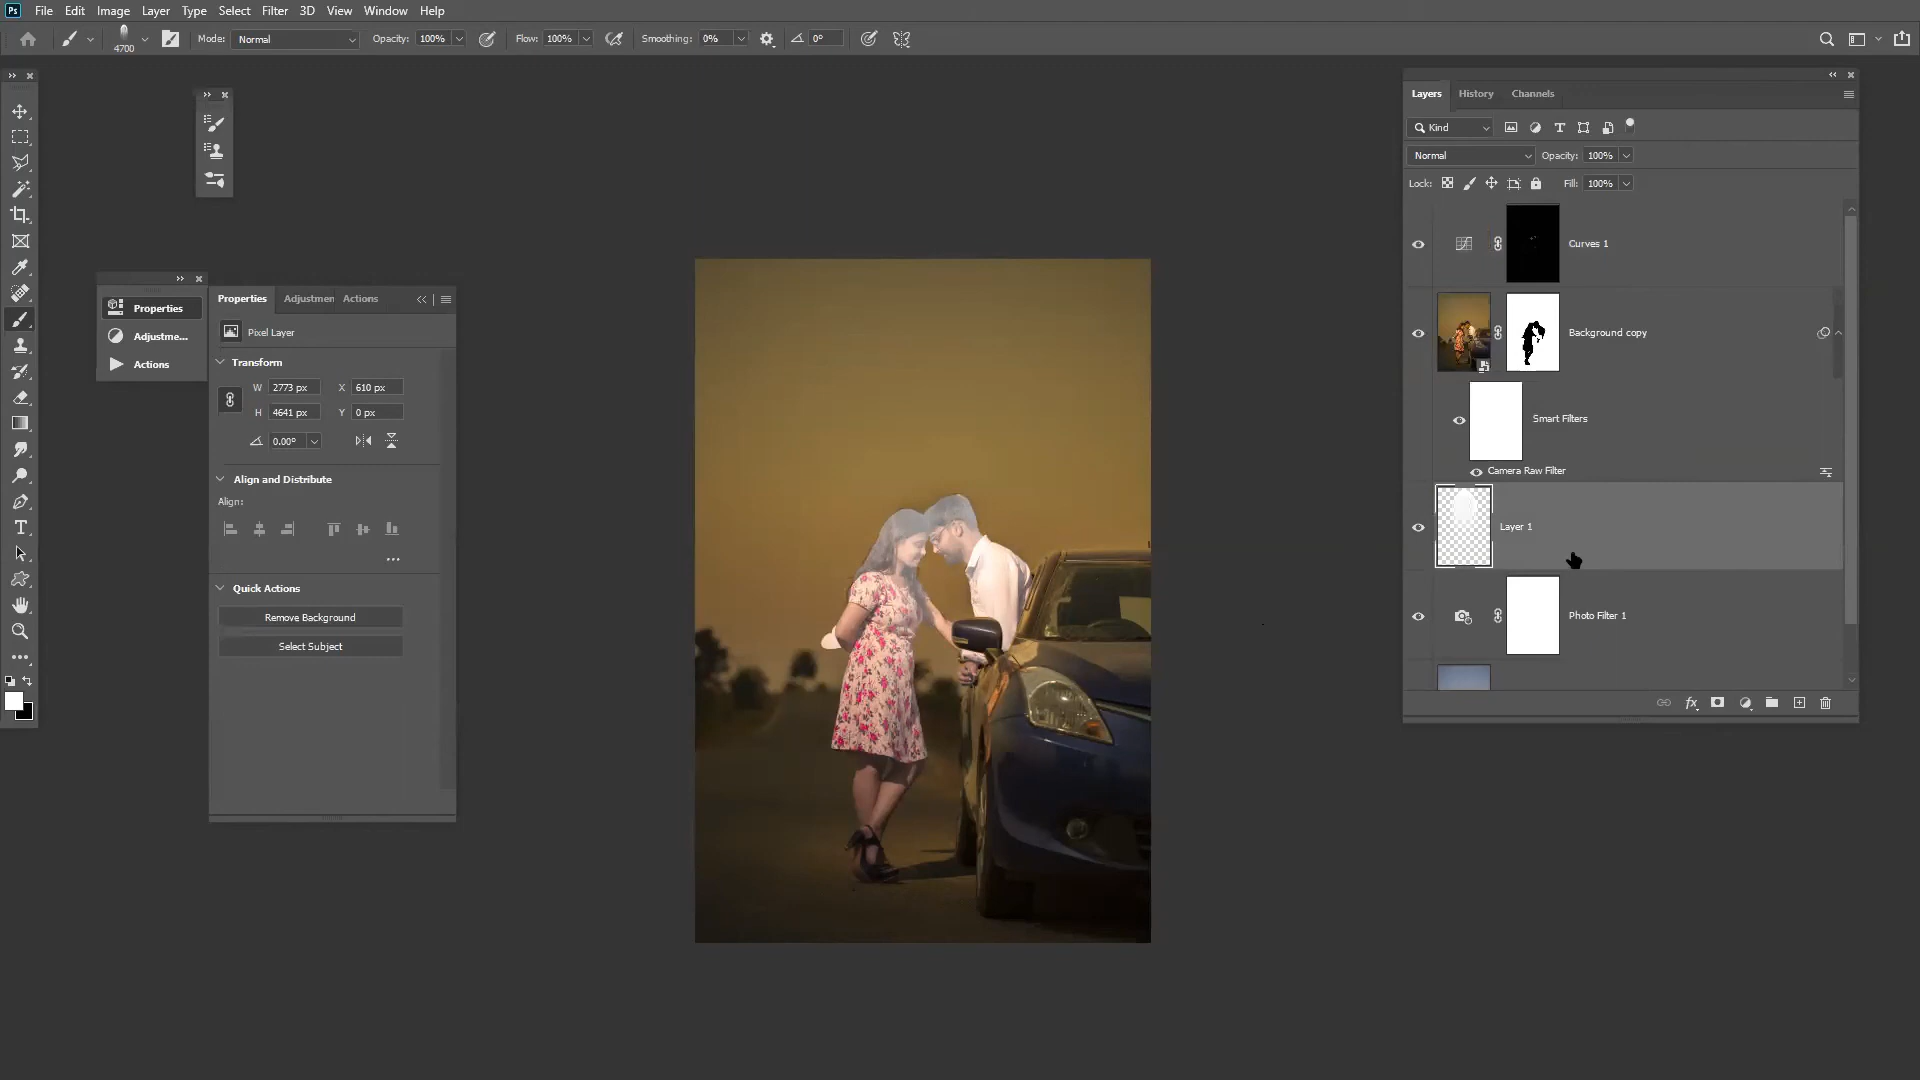 Ps File Edit Image Layer Type Select Filter 3D View Window Help
4700 Mode: Normal Opacity: 100% Flow: 100% Smoothing: 0% 0°
Layers History Channels
Kind
Normal Opacity: 100%
Lock: Fill: 100%
Curves 1
Background copy
Smart Filters
Camera Raw Filter
Layer 1
Photo Filter 1
fx
Properties
Adjustme...
Actions
Properties Adjustmen Actions
Pixel Layer
Transform
W 2773 px X 610 px
H 4641 px Y 0 px
0.00°
Align and Distribute
Align:
Quick Actions
Remove Background
Select Subject